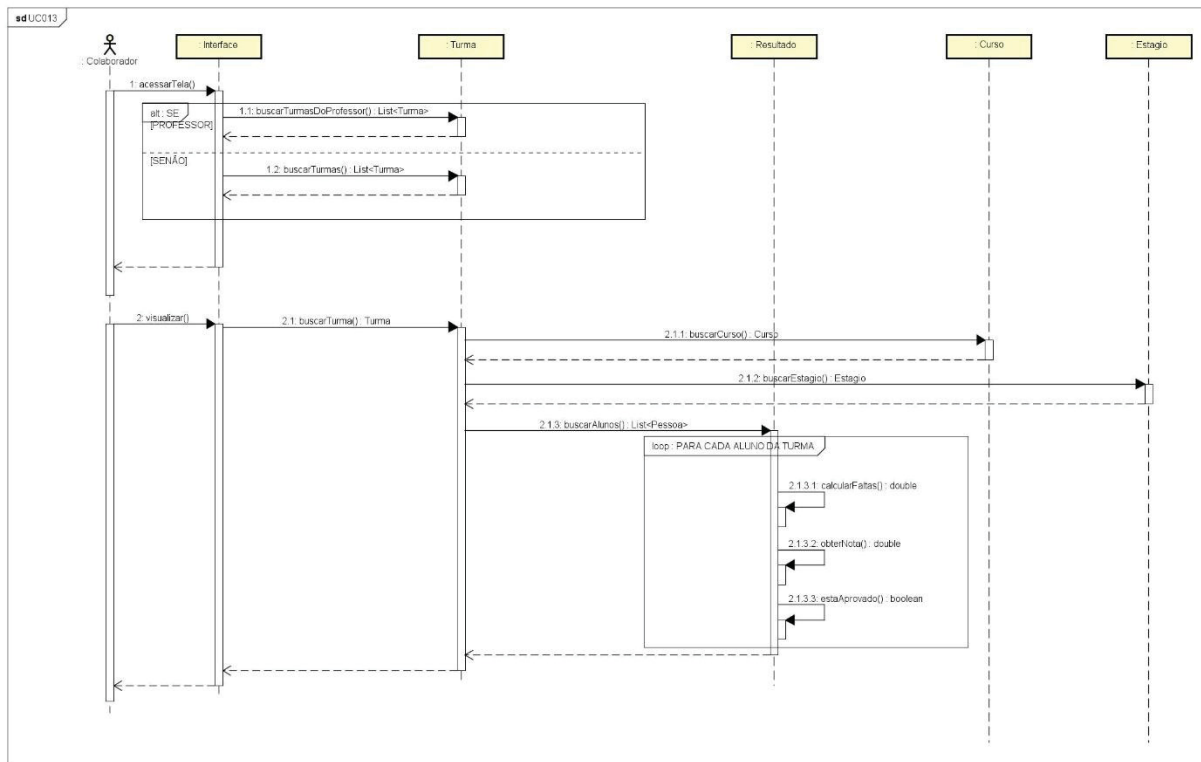 sd UC013
: Colaborador
: Interface
: Turma
: Resultado
: Curso
: Estagio
1: acessarTela()
alt : SE
[PROFESSOR]
1.1: buscarTurmasDoProfessor() : List<Turma>
[SENÃO]
1.2: buscarTurmas() : List<Turma>
2: visualizar()
2.1: buscarTurma() : Turma
2.1.1: buscarCurso() : Curso
2.1.2: buscarEstagio() : Estagio
2.1.3: buscarAlunos() : List<Pessoa>
loop : PARA CADA ALUNO DA TURMA
2.1.3.1: calcularFaltas() : double
2.1.3.2: obterNota() : double
2.1.3.3: estaAprovado() : boolean